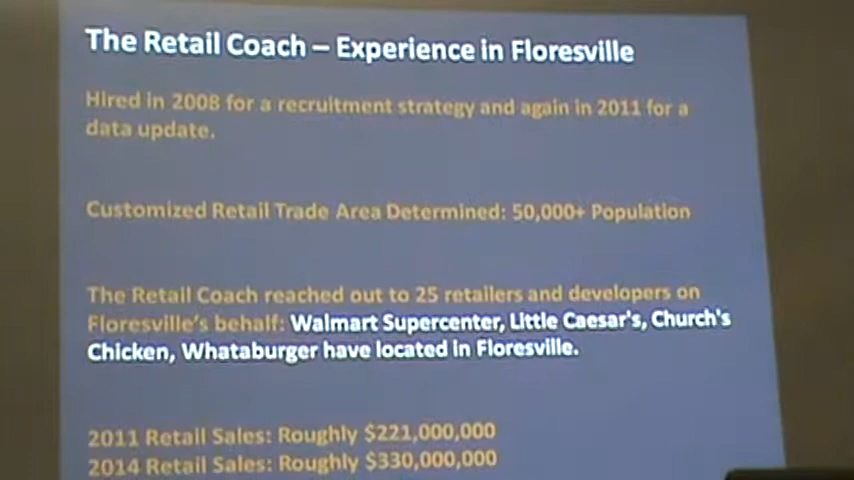 The Retail Coach – Experience in Floresville
Hired in 2008 for a recruitment strategy and again in 2011 for a
data update.
Customized Retail Trade Area Determined: 50,000+ Population
The Retail Coach reached out to 25 retailers and developers on
Floresville's behalf: Walmart Supercenter, Little Caesar's, Church's
Chicken, Whataburger have located in Floresville.
2011 Retail Sales: Roughly $221,000,000
2014 Retail Sales: Roughly $330,000,000